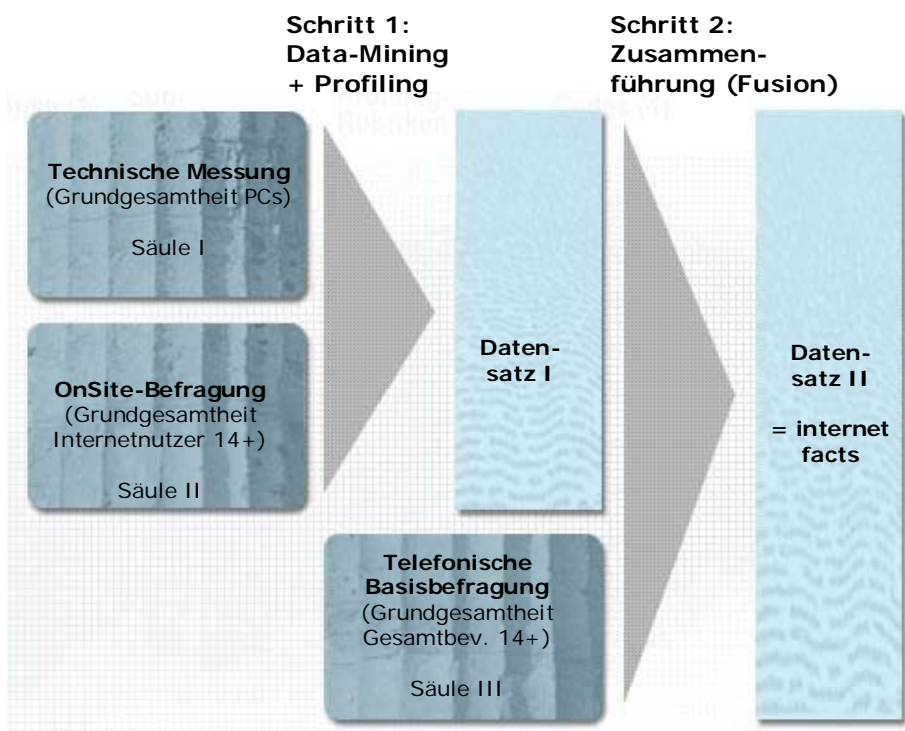 Schritt 1:
Data-Mining
+ Profiling
Schritt 2:
Zusammen-
führung (Fusion)
Technische Messung
(Grundgesamtheit PCs)
Säule I
OnSite-Befragung
(Grundgesamtheit
Internetnutzer 14+)
Säule II
Daten-
satz I
Telefonische
Basisbefragung
(Grundgesamtheit
Gesamtbev. 14+)
Säule III
Daten-
satz II
= internet
facts